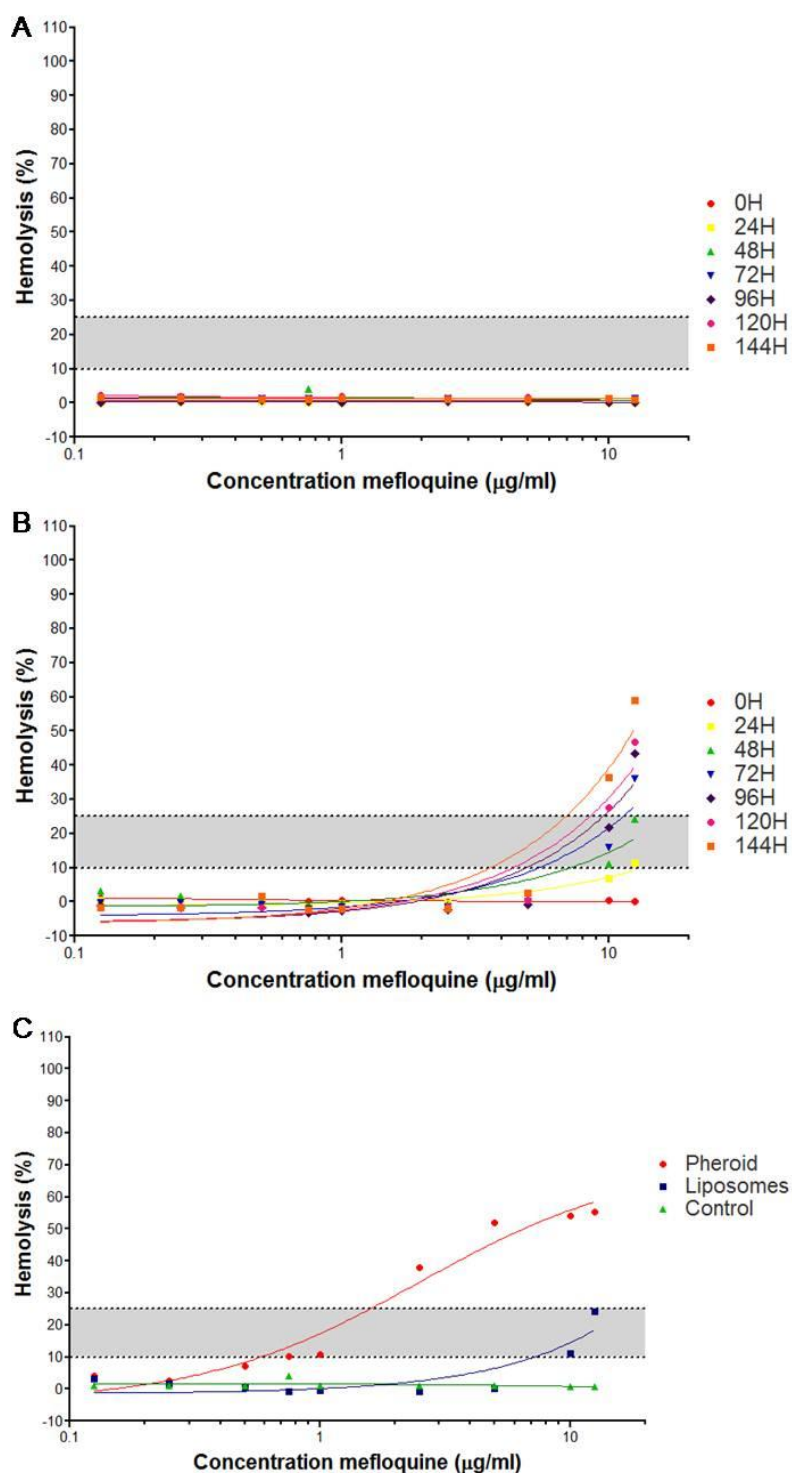 A
110
100
90
80
70
60
50
40
30
20
10
0
-10
Hemolysis (%)
0.1
1
10
Concentration mefloquine (μg/ml)
0H
24H
48H
72H
96H
120H
144H
B
110
100
90
80
70
60
50
40
30
20
10
0
-10
Hemolysis (%)
0.1
1
10
Concentration mefloquine (μg/ml)
0H
24H
48H
72H
96H
120H
144H
C
110
100
90
80
70
60
50
40
30
20
10
0
-10
Hemolysis (%)
0.1
1
10
Concentration mefloquine (μg/ml)
Pheroid
Liposomes
Control